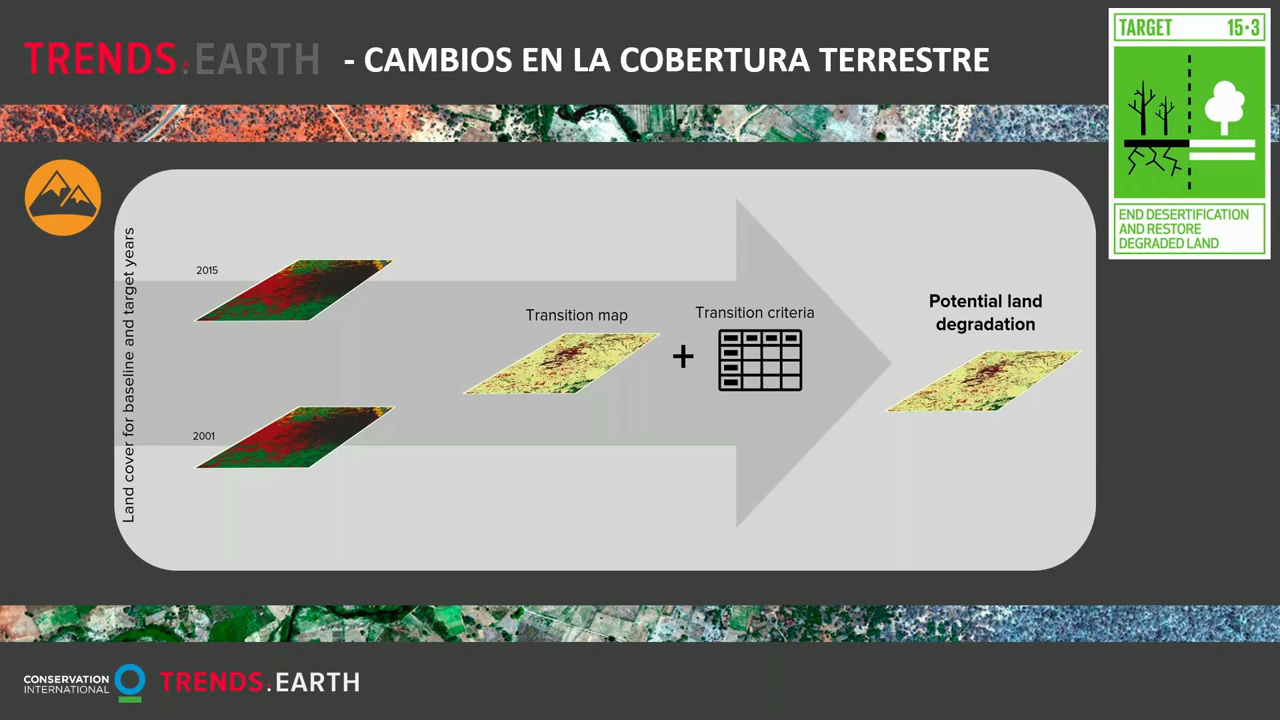 TRENDS.EARTH - CAMBIOS EN LA COBERTURA TERRESTRE
TARGET 15.3
END DESERTIFICATION
AND RESTORE
DEGRADED LAND
Land cover for baseline and target years
2015
2001
Transition map
+
Transition criteria
Potential land
degradation
CONSERVATION
INTERNATIONAL
TRENDS.EARTH